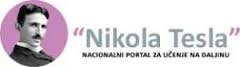 “Nikola Tesla”
NACIONALNI PORTAL ZA UČENJE NA DALJINU